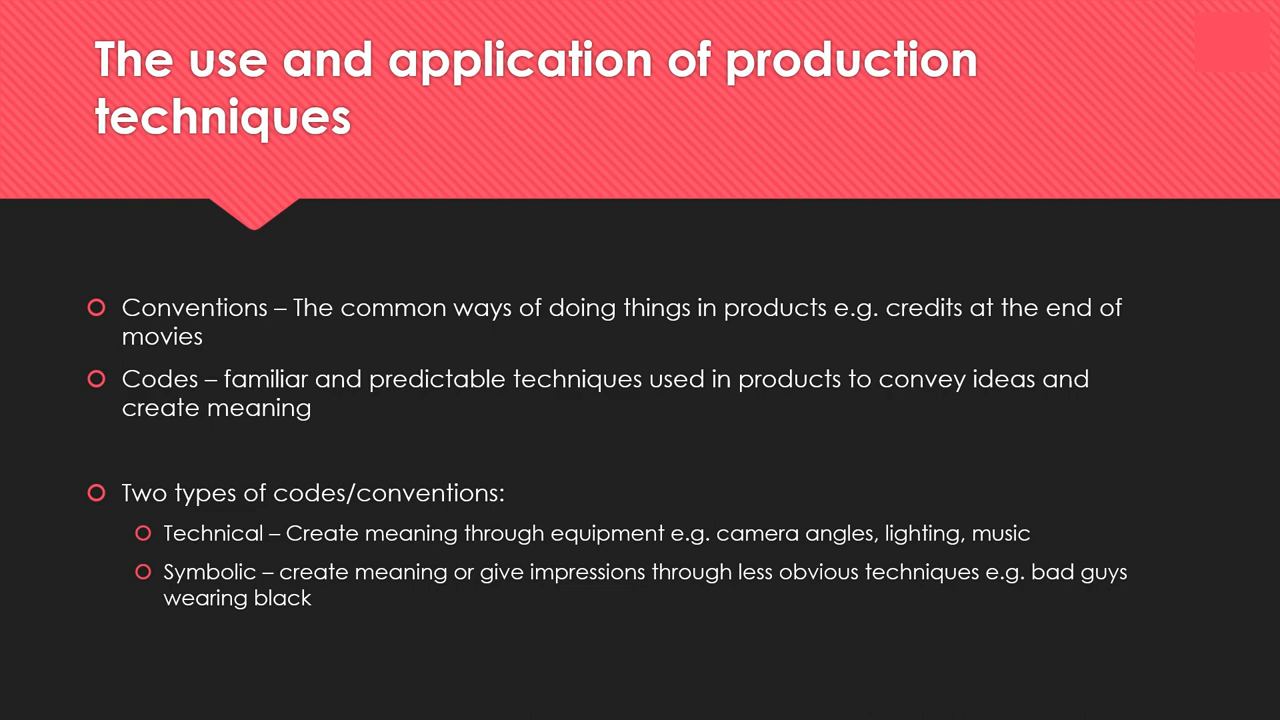 The use and application of production
techniques
Conventions – The common ways of doing things in products e.g. credits at the end of
movies
Codes – familiar and predictable techniques used in products to convey ideas and
create meaning
Two types of codes/conventions:
Technical – Create meaning through equipment e.g. camera angles, lighting, music
Symbolic – create meaning or give impressions through less obvious techniques e.g. bad guys
wearing black